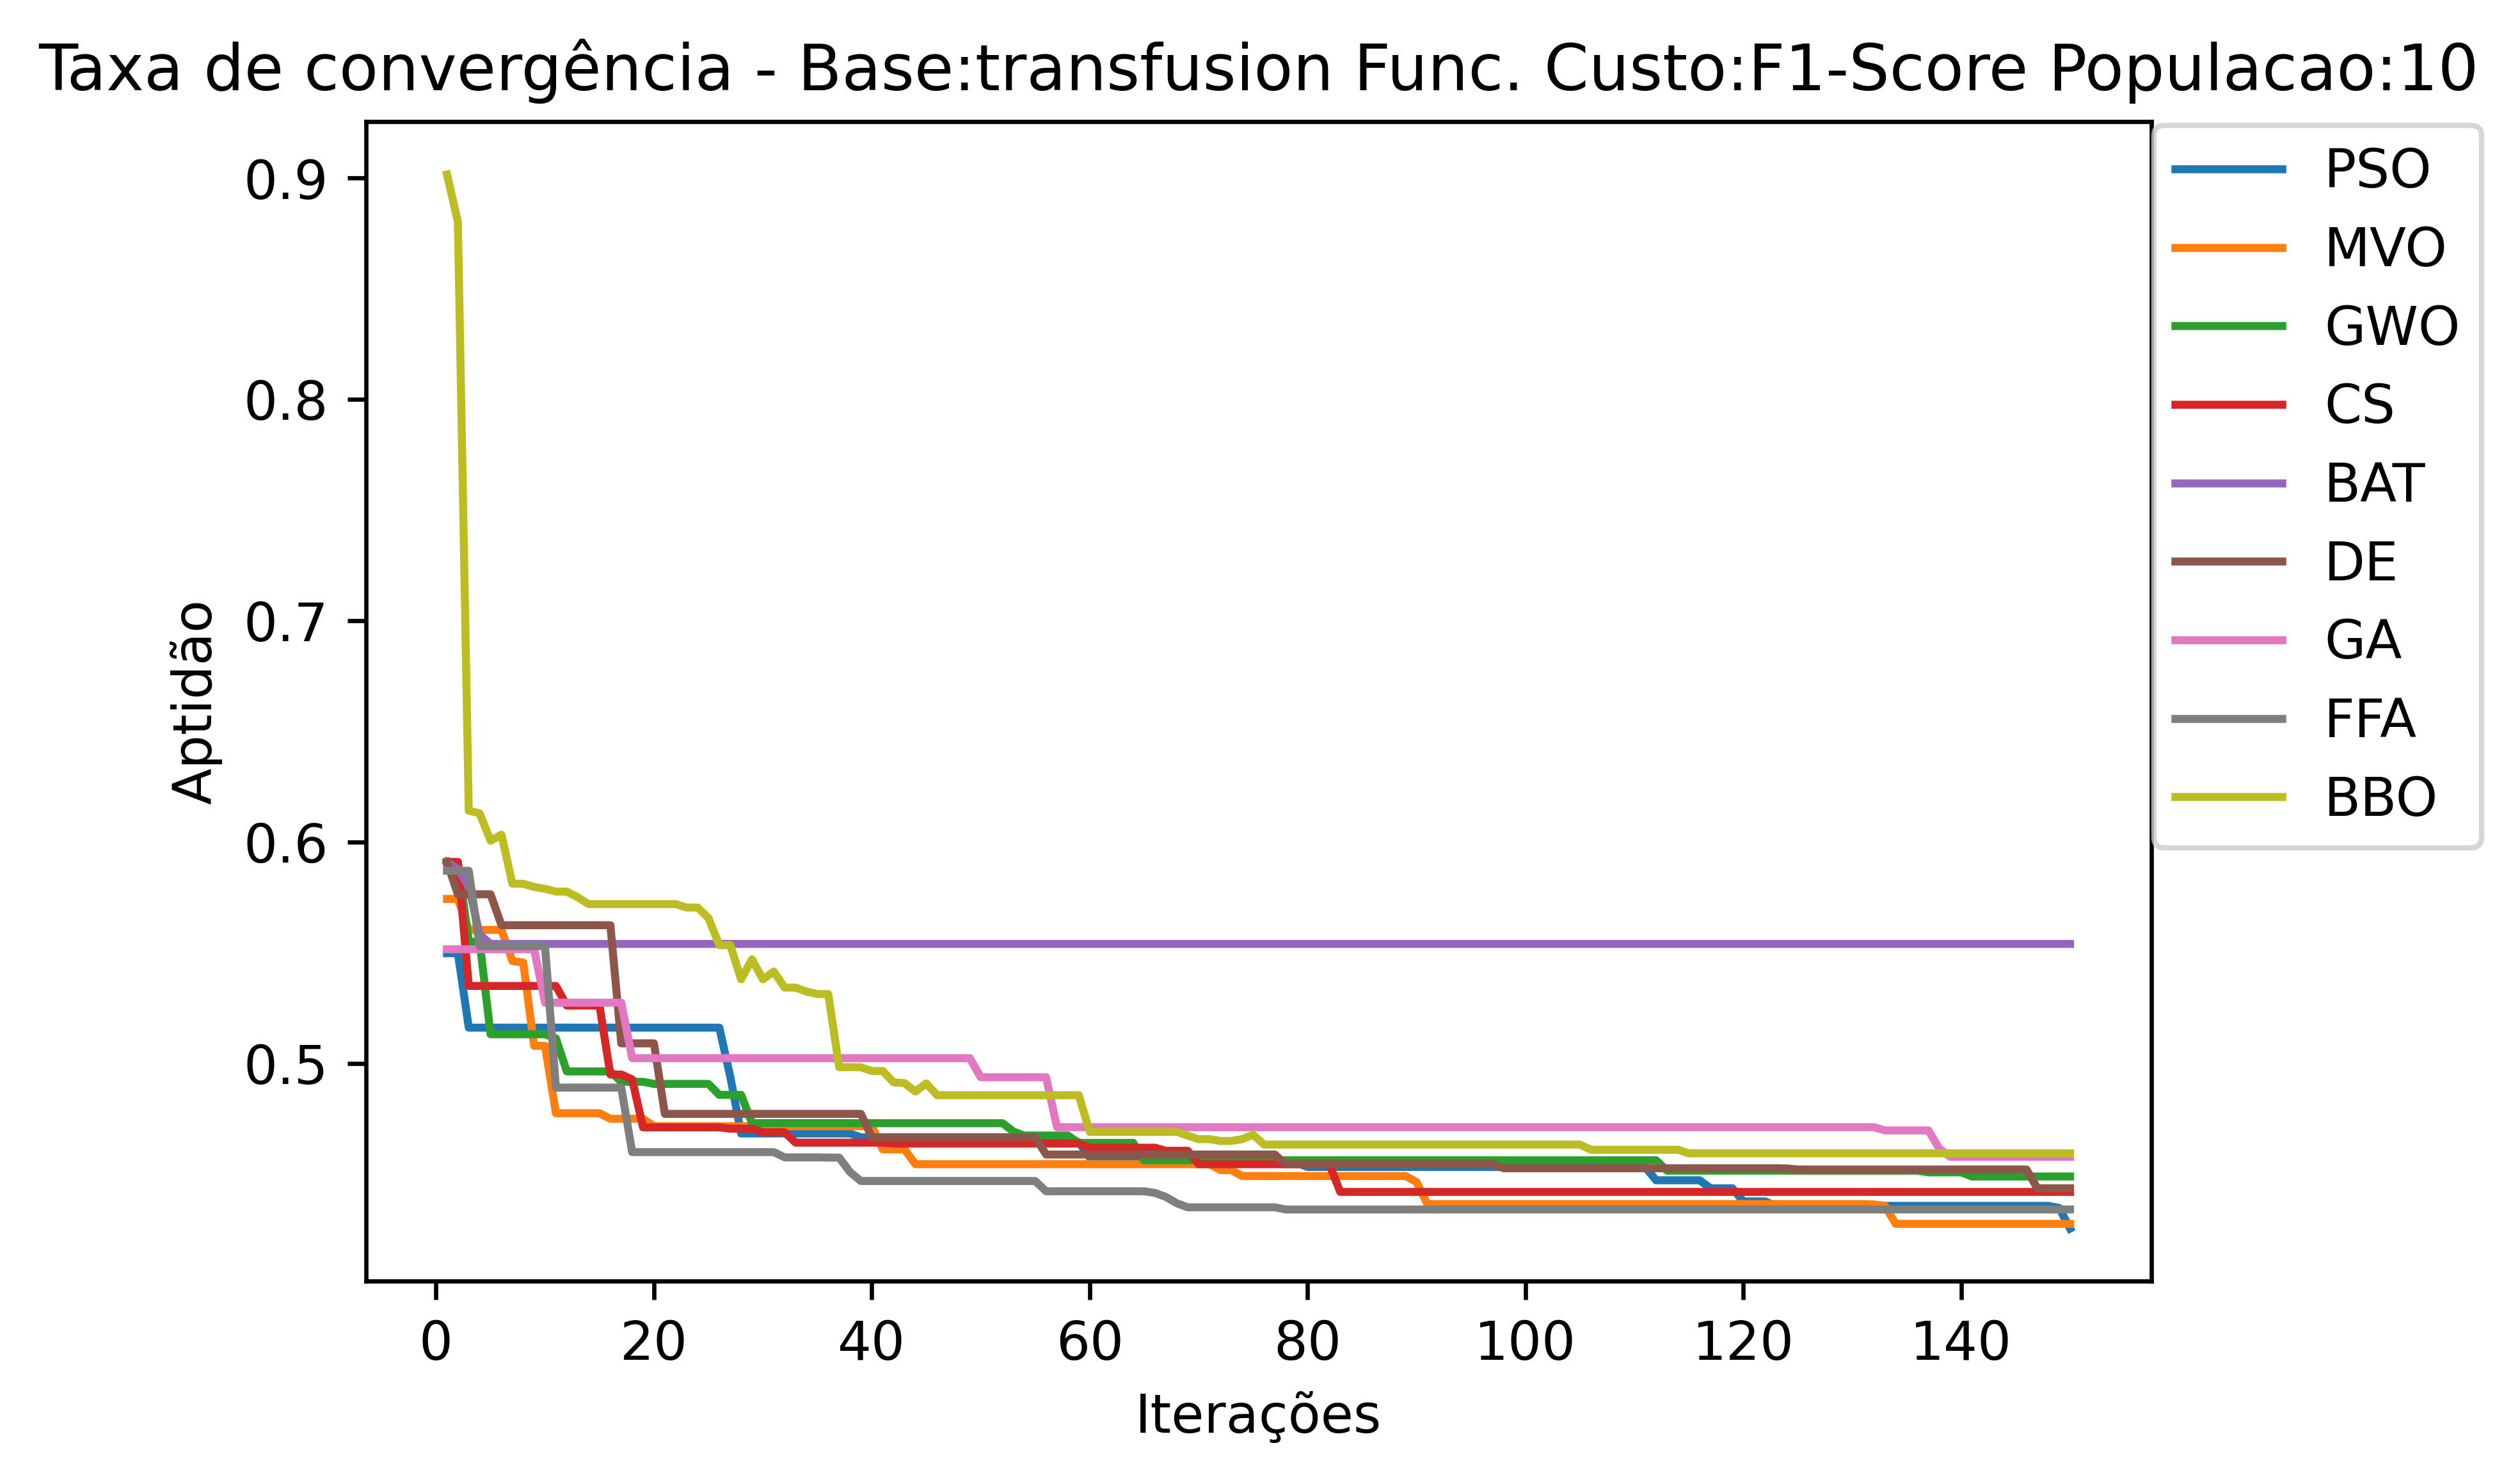 Taxa de convergência - Base:transfusion Func. Custo:F1-Score Populacao:10
0.9
0.8
0.7
0.6
0.5
Aptidão
0 20 40 60 80 100 120 140
Iterações
PSO
MVO
GWO
CS
BAT
DE
GA
FFA
BBO